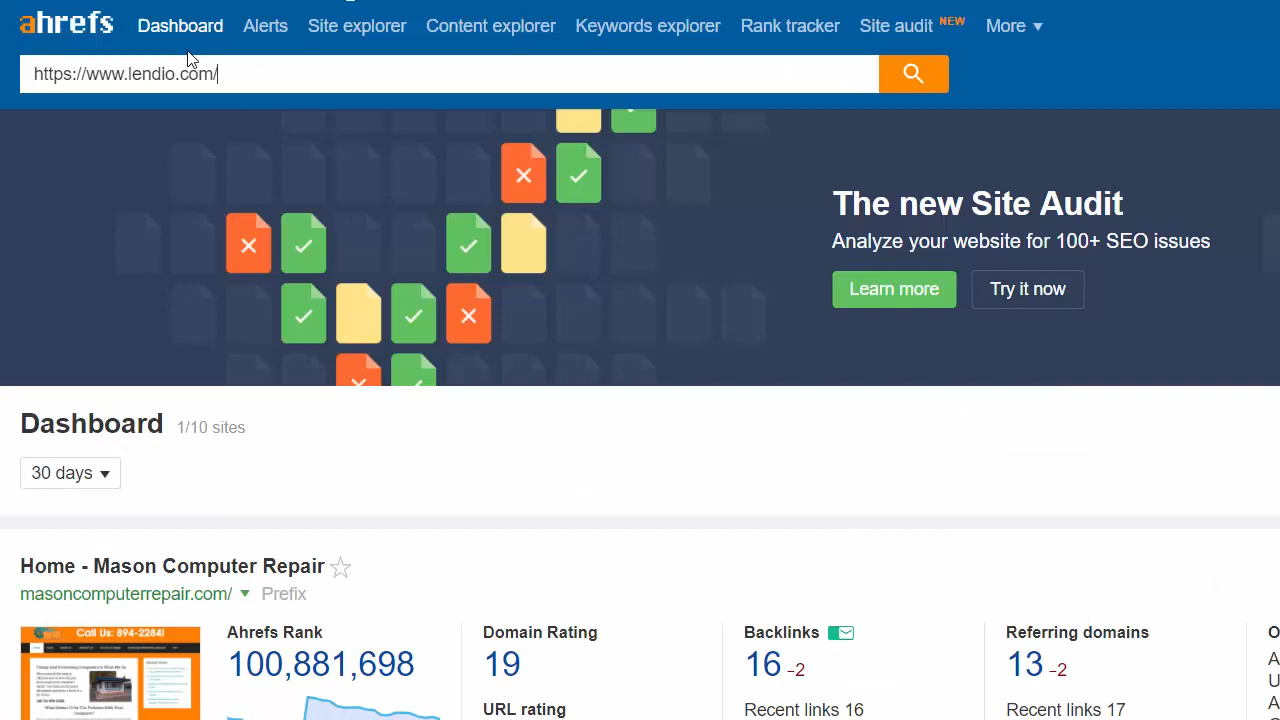 ahrefs Dashboard Alerts Site explorer Content explorer Keywords explorer Rank tracker Site audit NEW More
https://www.lendio.com/
The new Site Audit
Analyze your website for 100+ SEO issues
Learn more Try it now
Dashboard 1/10 sites
30 days
Home - Mason Computer Repair
masoncomputerrepair.com/ Prefix
Call Us: 894-2284!
Ahrefs Rank Domain Rating Backlinks Referring domains
100,881,698 19 16 -2 13 -2
URL rating Recent links 16 Recent links 17